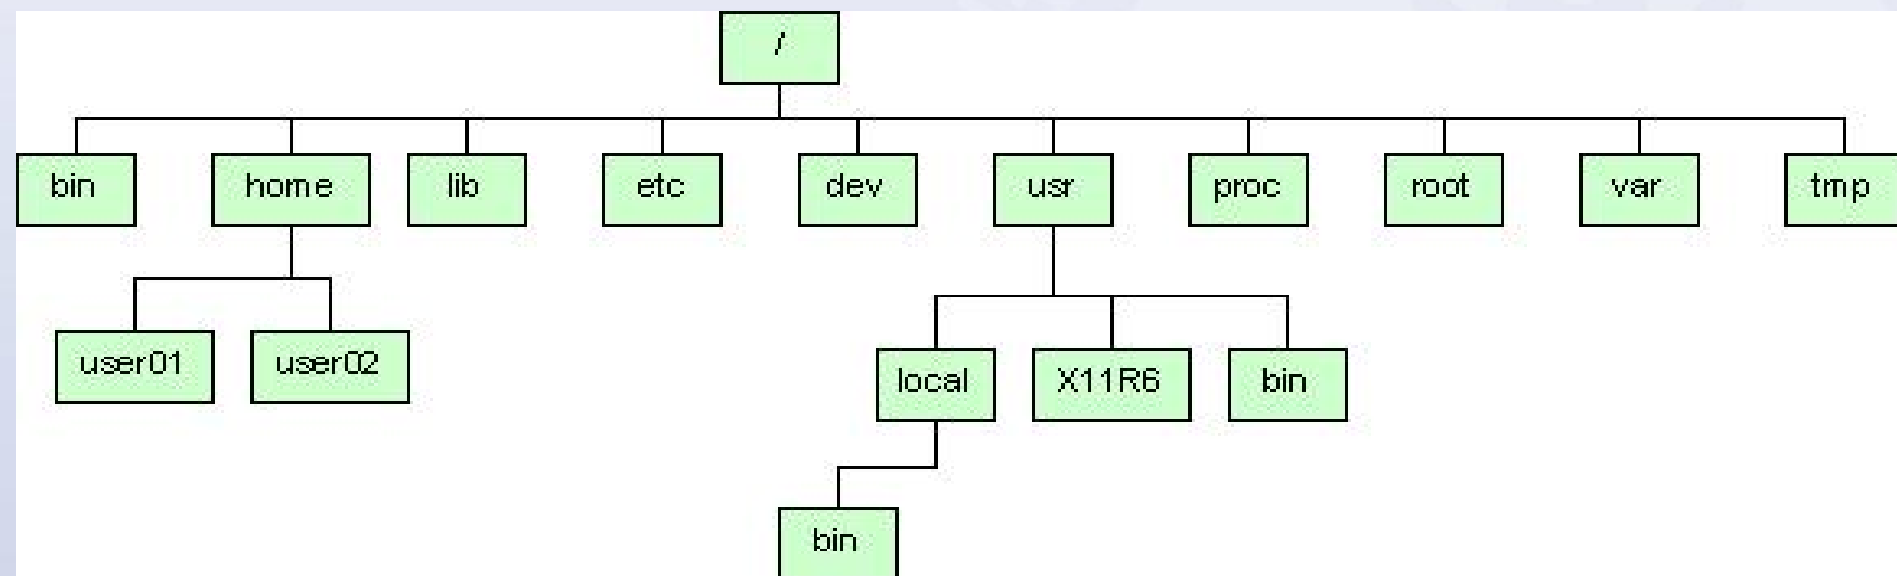 /
bin home lib etc dev usr proc root var tmp
user01 user02
local X11R6 bin
bin